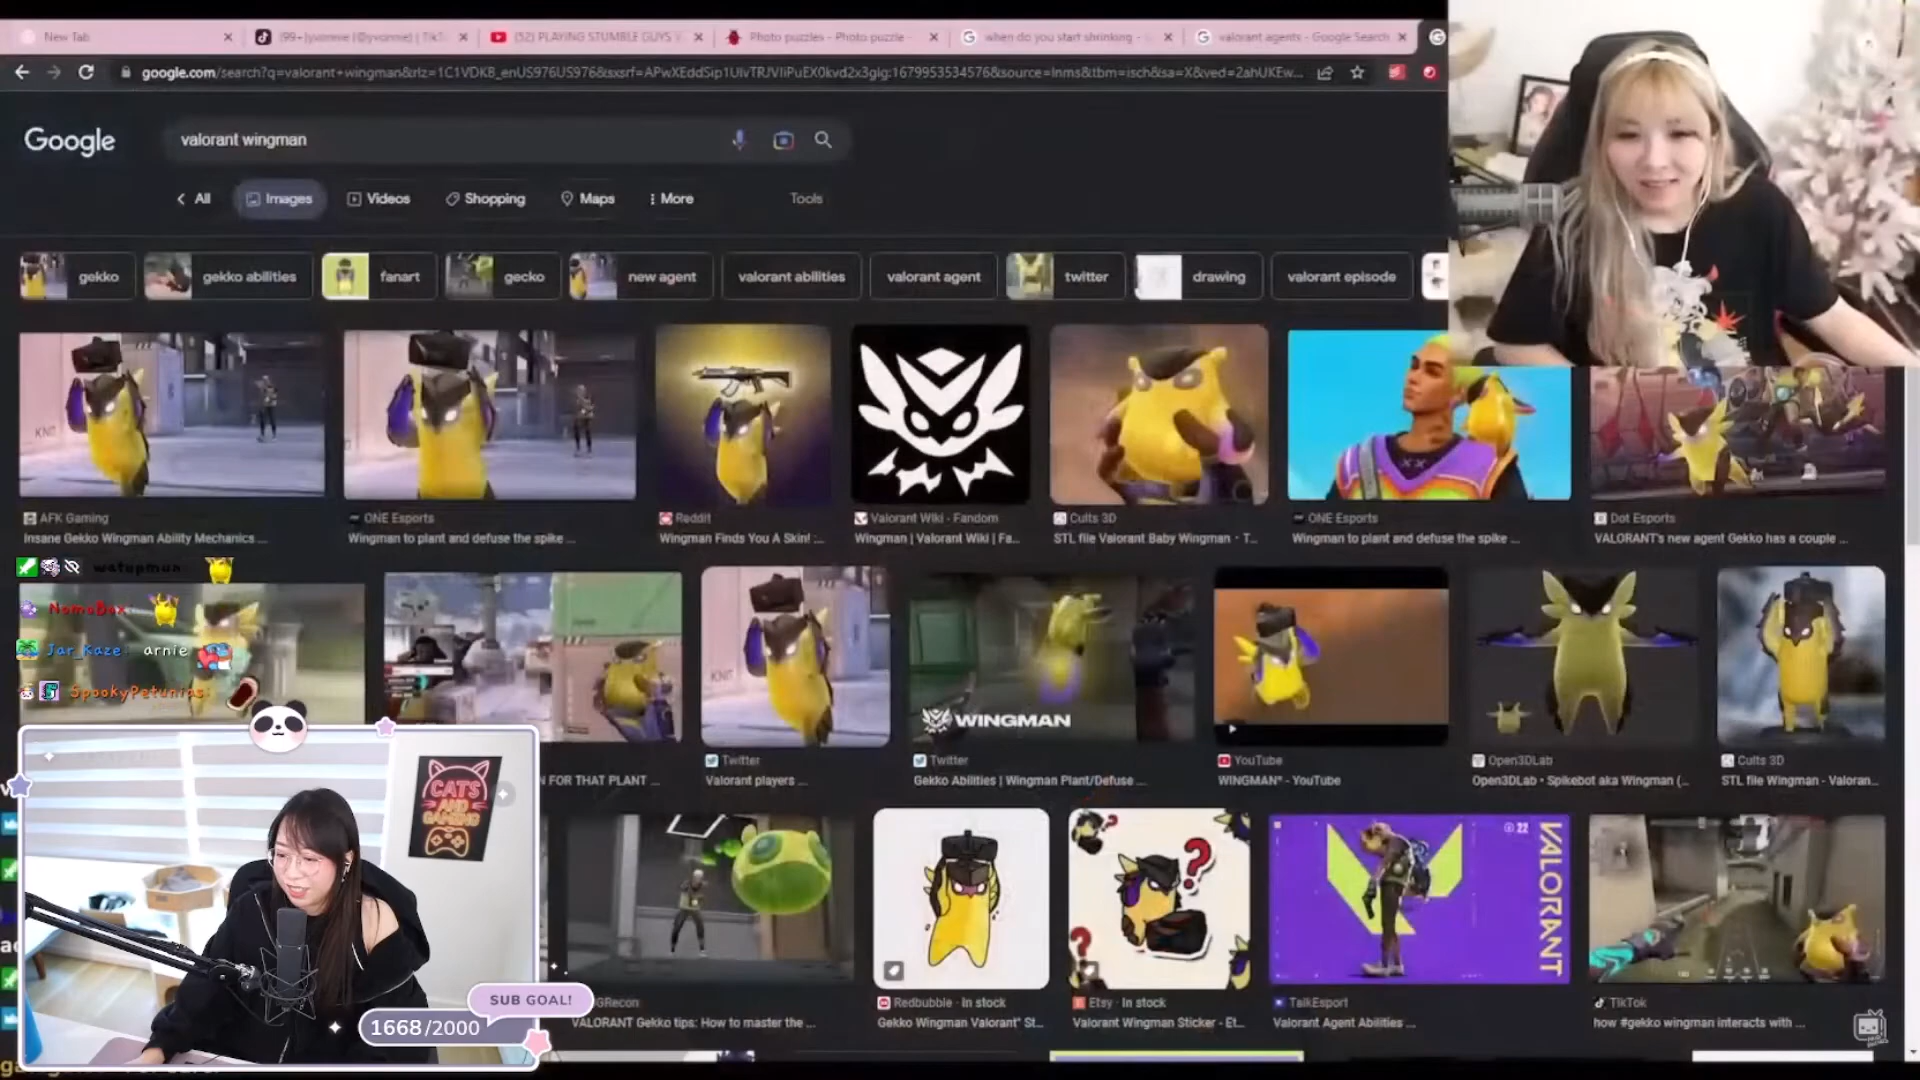 New Tab
(99+) yvonnie (@yvonnie) | TikT
(52) PLAYING STUMBLE GUYS V
Photo puzzles - Photo puzzle -
when do you start shrinking -
valorant agents - Google Search
Google
valorant wingman
All
Images
Videos
Shopping
Maps
More
Tools
gekko
gekko abilities
fanart
gecko
new agent
valorant abilities
valorant agent
twitter
drawing
valorant episode
AFK Gaming
Insane Gekko Wingman Ability Mechanics ...
ONE Esports
Wingman to plant and defuse the spike ...
Reddit
Wingman Finds You A Skin! :...
Valorant Wiki - Fandom
Wingman | Valorant Wiki | Fa...
Cults 3D
STL file Valorant Baby Wingman・T...
ONE Esports
Wingman to plant and defuse the spike ...
Dot Esports
VALORANT's new agent Gekko has a couple ...
watupmun
NomoBox:
Jar_Kaze: arnie
SpookyPetunias:
WINGMAN
N FOR THAT PLANT ...
Twitter
Valorant players ...
Twitter
Gekko Abilities | Wingman Plant/Defuse ...
YouTube
WINGMAN* - YouTube
Open3DLab
Open3DLab • Spikebot aka Wingman (...
Cults 3D
STL file Wingman - Valoran...
CATS
AND
GAMING
VALORANT
22
GRecon
VALORANT Gekko tips: How to master the ...
Redbubble · In stock
Gekko Wingman Valorant" St...
Etsy · In stock
Valorant Wingman Sticker - Et...
TalkEsport
Valorant Agent Abilities ...
TikTok
how #gekko wingman interacts with ...
SUB GOAL!
1668/2000